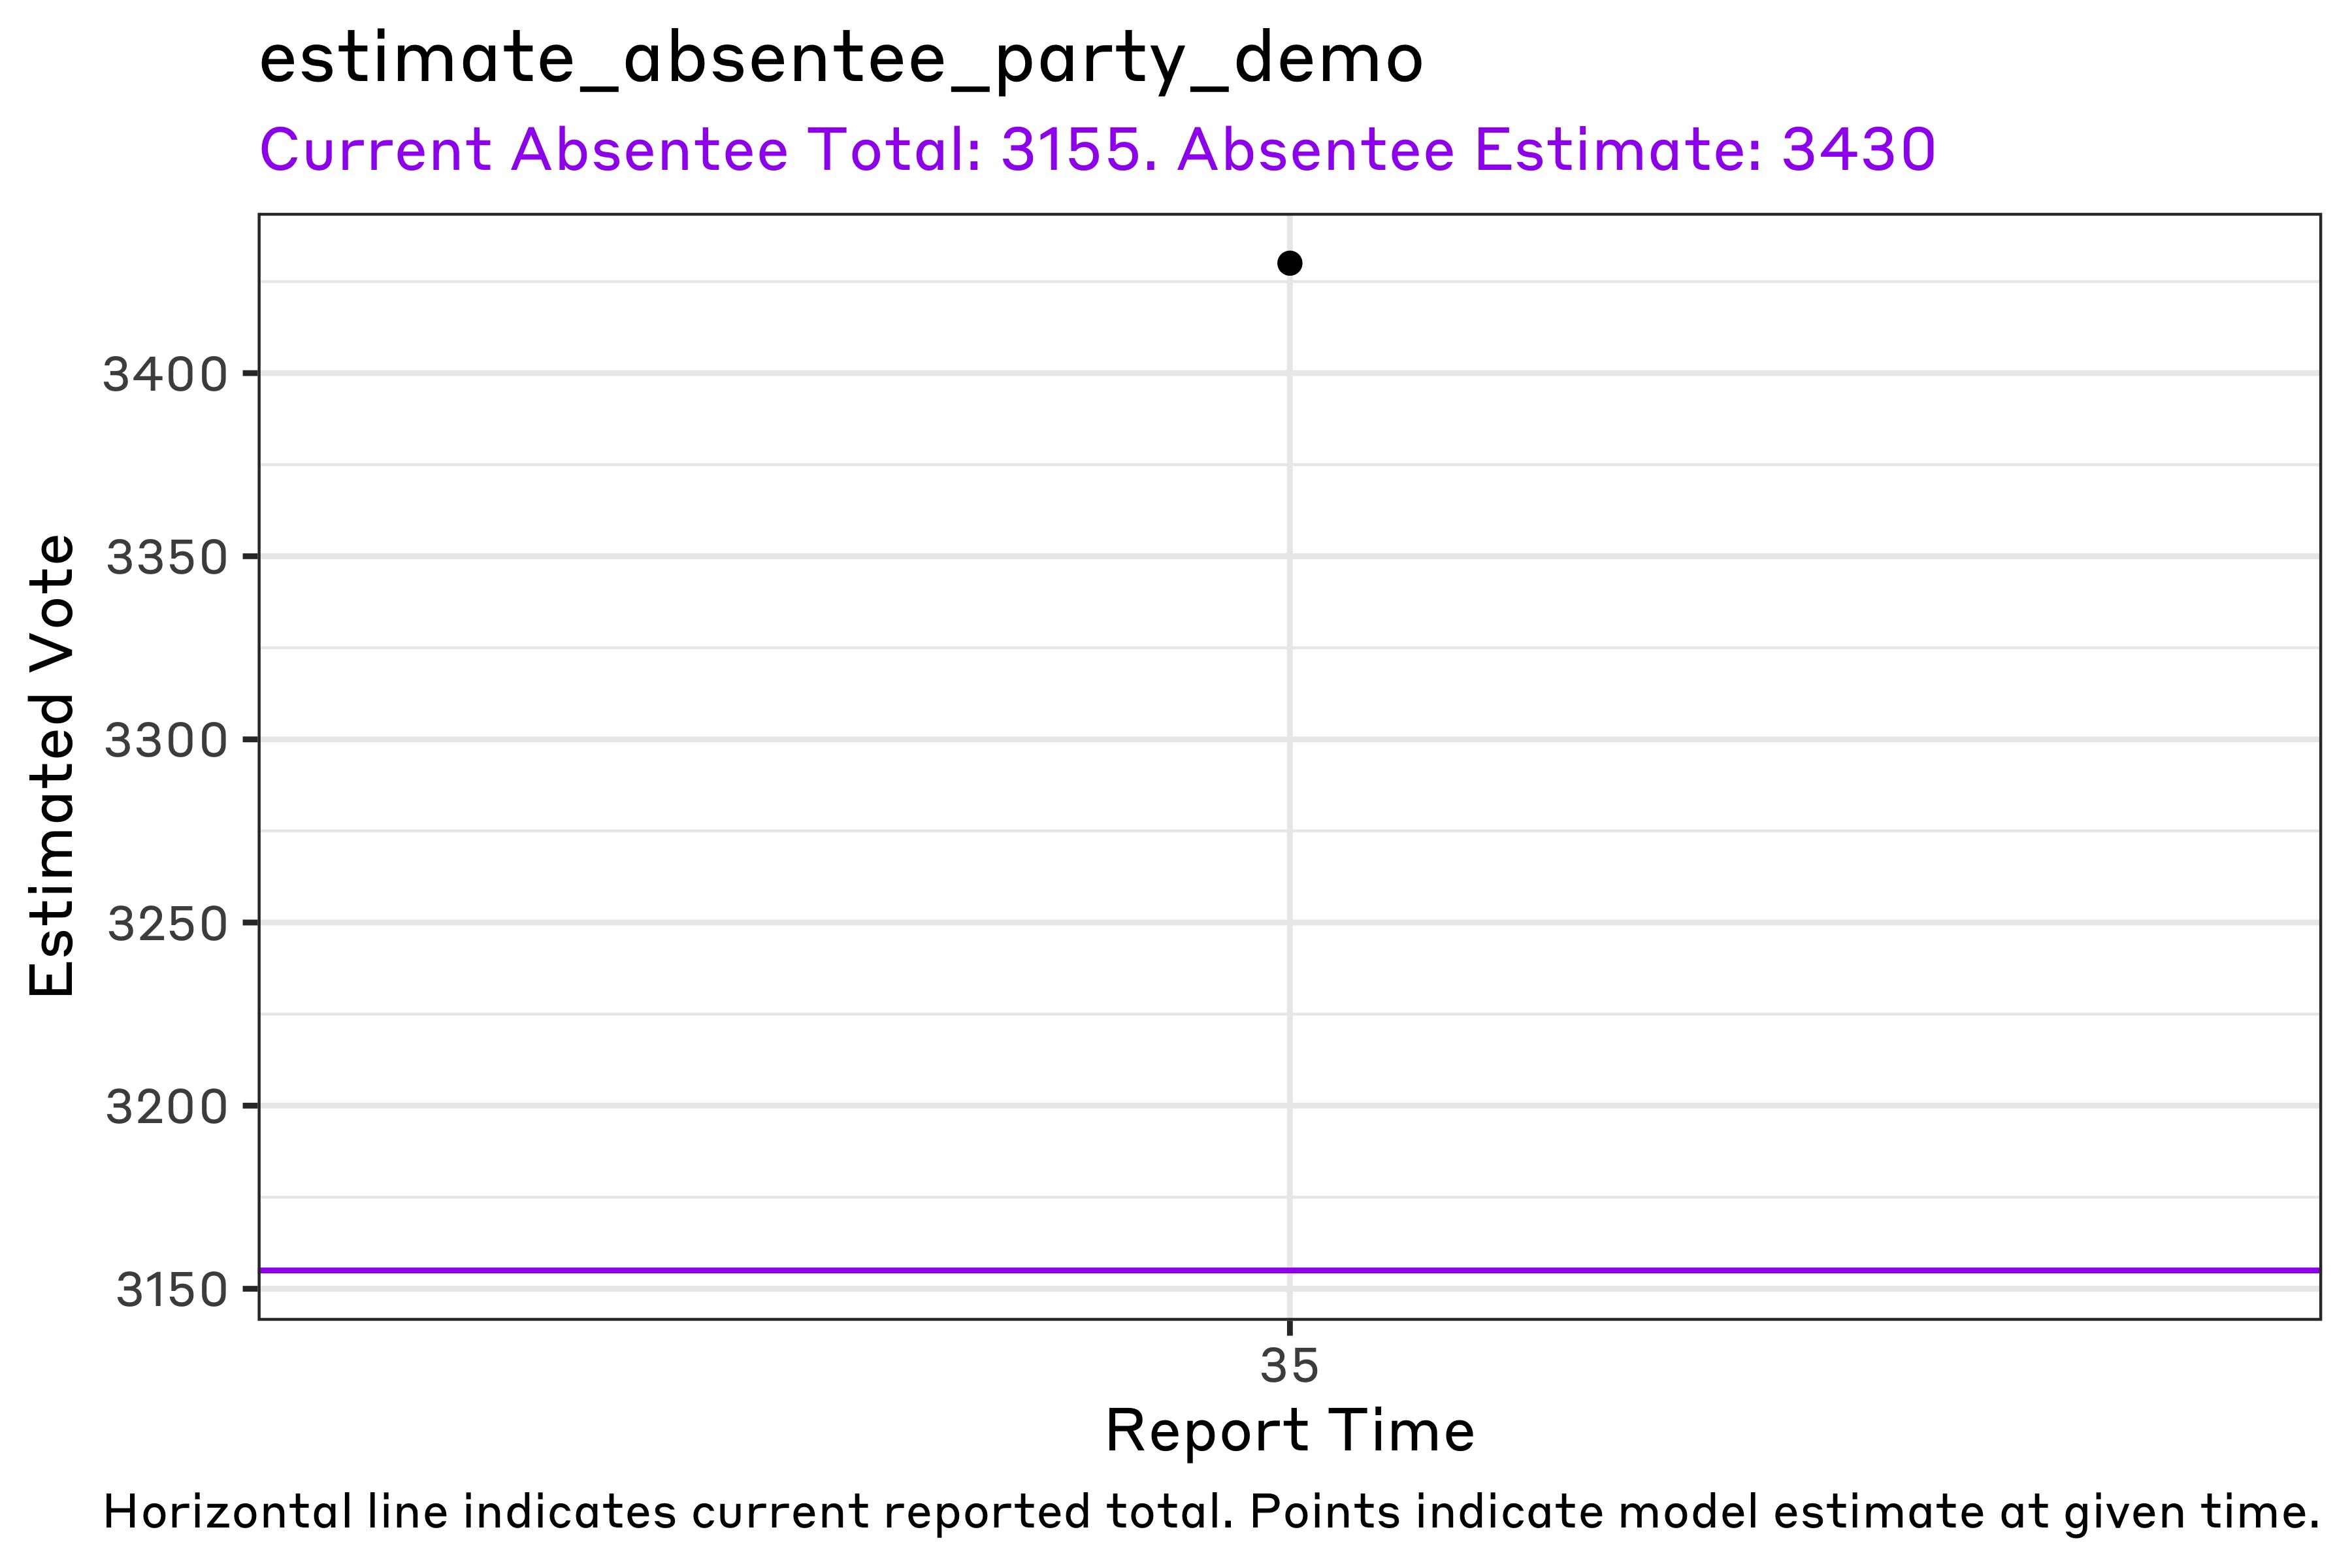 estimate_absentee_party_demo
Current Absentee Total: 3155. Absentee Estimate: 3430
Estimated Vote
3400
3350
3300
3250
3200
3150
35
Report Time
Horizontal line indicates current reported total. Points indicate model estimate at given time.